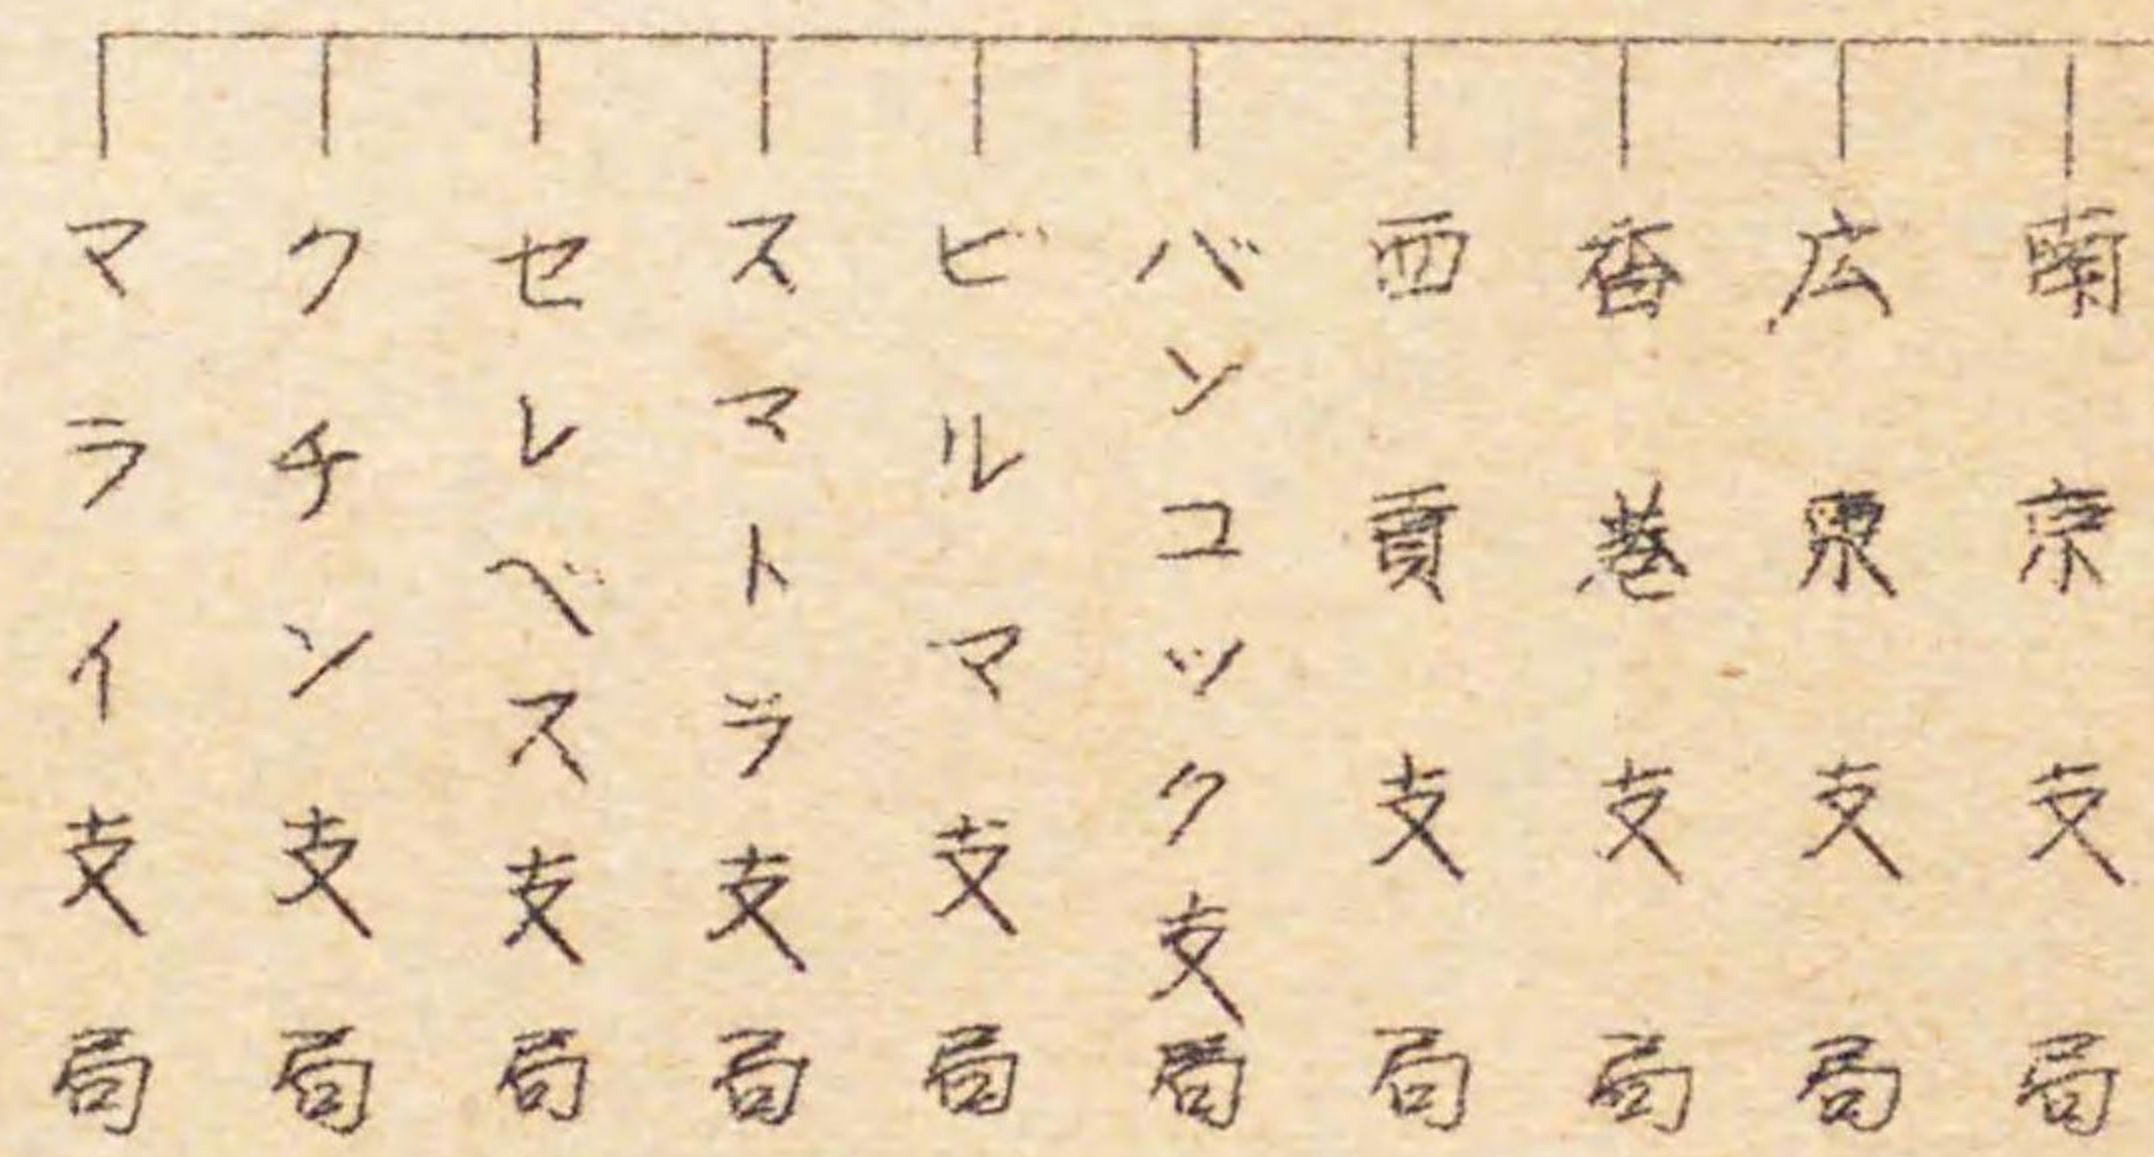 南京支局
広東支局
香港支局
西貢支局
バンコツク支局
ビルマ支局
スマトラ支局
セレベス支局
クチン支局
マライ支局